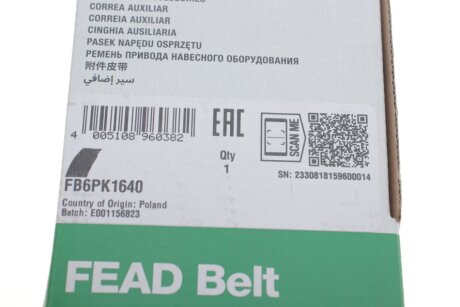 CORREA AUXILIAR
CORREIA AUXILIAR
CINGHIA AUSILIARIA
PASEK NAPĘDU OSPRZĘTU
РЕМЕНЬ ПРИВОДА НАВЕСНОГО ОБОРУДОВАНИЯ
附件皮带
سير إضافي
4 005108 960382
EAC
Qty
1
SCAN ME
SN: 2330818159600014
FB6PK1640
Country of Origin: Poland
Batch: E001156823
FEAD Belt